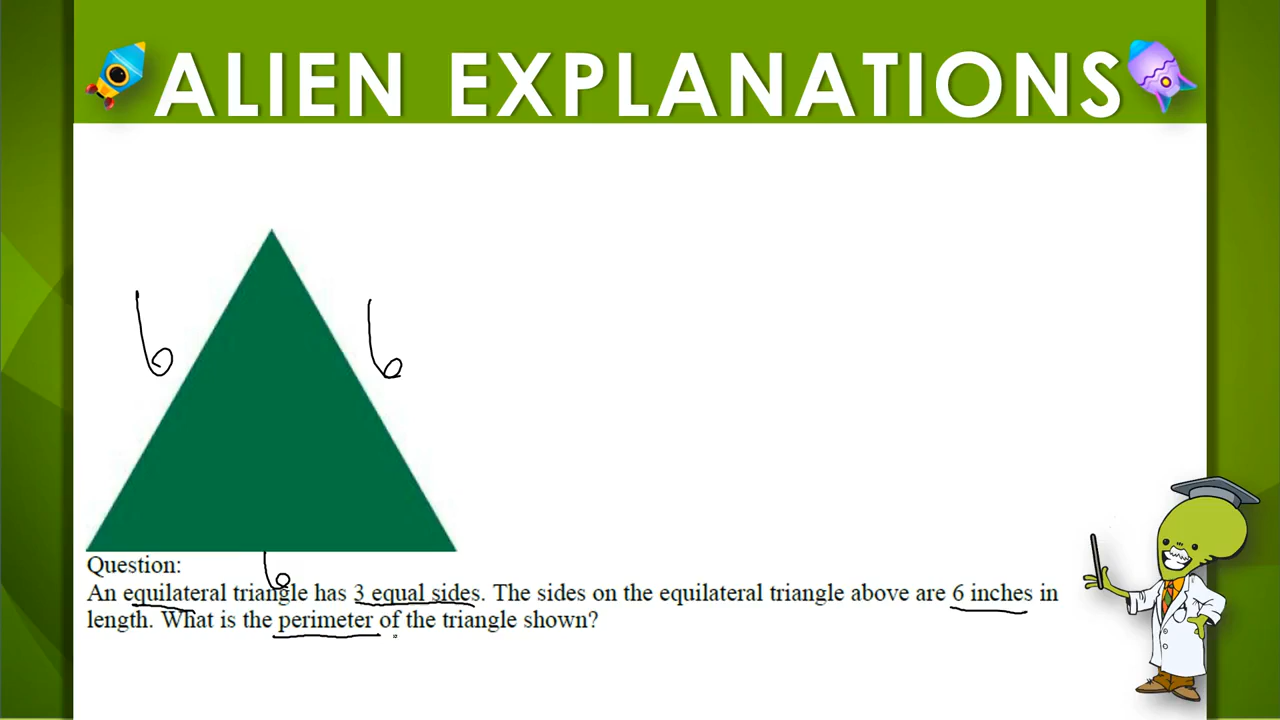 ALIEN EXPLANATIONS
6 6
6
Question:
An equilateral triangle has 3 equal sides. The sides on the equilateral triangle above are 6 inches in
length. What is the perimeter of the triangle shown?